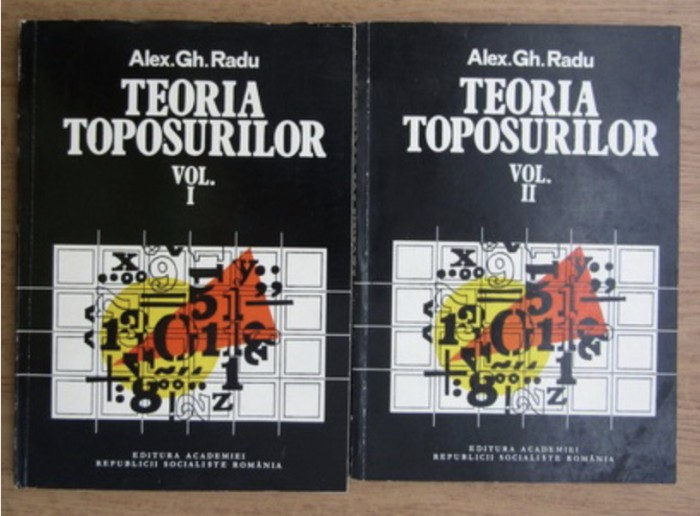 Alex.Gh.Radu
TEORIA
TOPOSURILOR
VOL.
I
EDITURA ACADEMIEI
REPUBLICII SOCIALISTE ROMÂNIA
Alex.Gh.Radu
TEORIA
TOPOSURILOR
VOL.
II
EDITURA ACADEMIEI
REPUBLICII SOCIALISTE ROMÂNIA